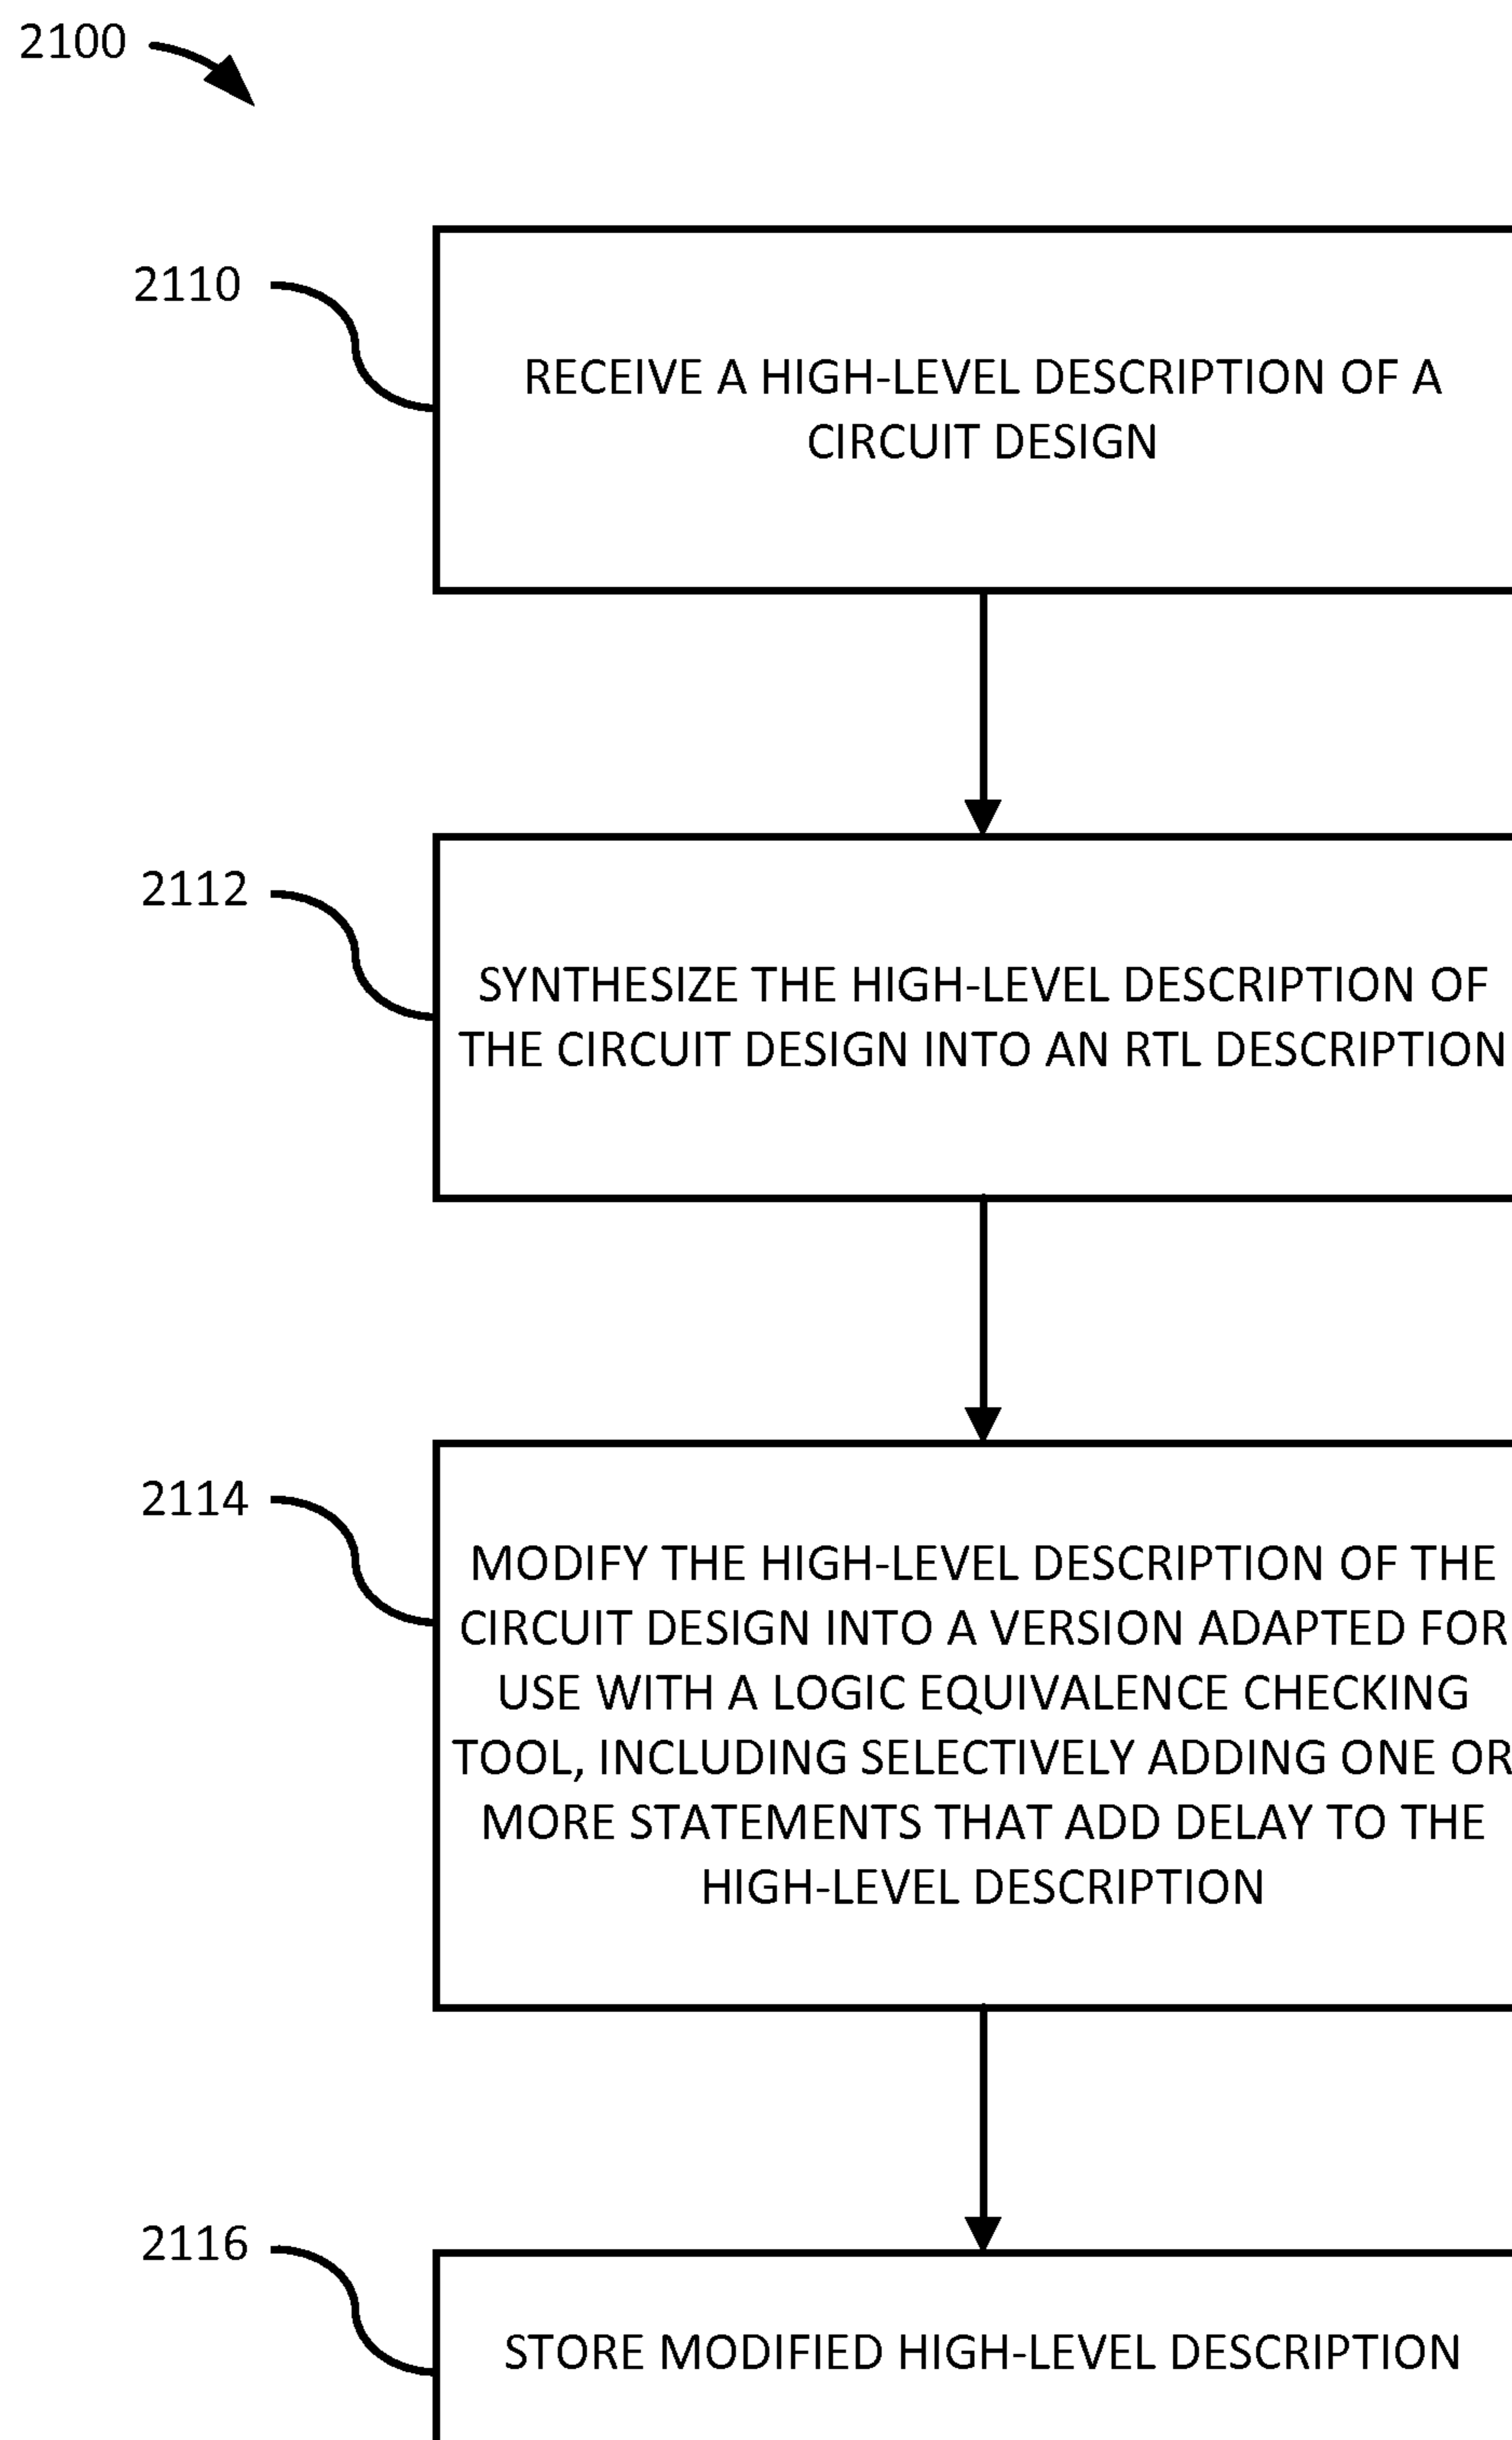 2100
2110
RECEIVE A HIGH-LEVEL DESCRIPTION OF A
CIRCUIT DESIGN
2112
SYNTHESIZE THE HIGH-LEVEL DESCRIPTION OF
THE CIRCUIT DESIGN INTO AN RTL DESCRIPTION
2114
MODIFY THE HIGH-LEVEL DESCRIPTION OF THE
CIRCUIT DESIGN INTO A VERSION ADAPTED FOR
USE WITH A LOGIC EQUIVALENCE CHECKING
TOOL, INCLUDING SELECTIVELY ADDING ONE OR
MORE STATEMENTS THAT ADD DELAY TO THE
HIGH-LEVEL DESCRIPTION
2116
STORE MODIFIED HIGH-LEVEL DESCRIPTION